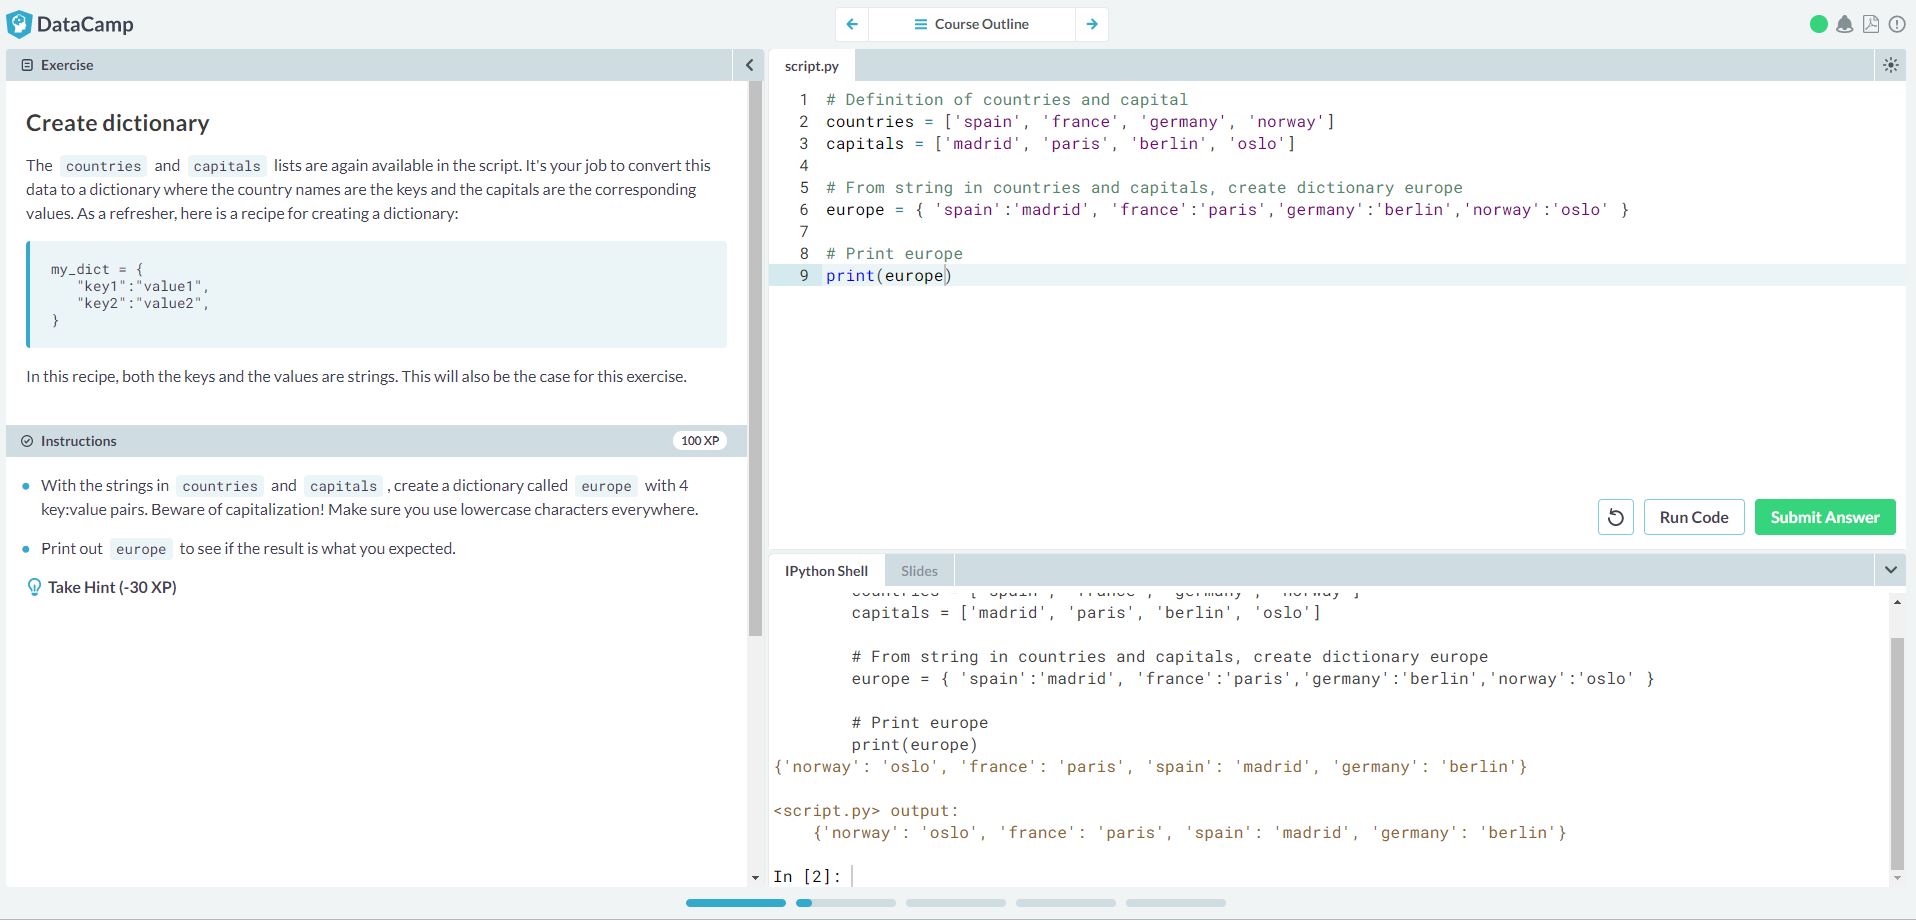 DataCamp
Course Outline
Exercise
Create dictionary
The countries and capitals lists are again available in the script. It's your job to convert this
data to a dictionary where the country names are the keys and the capitals are the corresponding
values. As a refresher, here is a recipe for creating a dictionary:
my_dict = {
"key1":"value1",
"key2":"value2",
}
In this recipe, both the keys and the values are strings. This will also be the case for this exercise.
Instructions
100 XP
With the strings in countries and capitals , create a dictionary called europe with 4
key:value pairs. Beware of capitalization! Make sure you use lowercase characters everywhere.
Print out europe to see if the result is what you expected.
Take Hint (-30 XP)
script.py
1 # Definition of countries and capital
2 countries = ['spain', 'france', 'germany', 'norway']
3 capitals = ['madrid', 'paris', 'berlin', 'oslo']
4
5 # From string in countries and capitals, create dictionary europe
6 europe = { 'spain':'madrid', 'france':'paris','germany':'berlin','norway':'oslo' }
7
8 # Print europe
9 print(europe)
Run Code
Submit Answer
IPython Shell
Slides
countries = ['spain', 'france', 'germany', 'norway']
capitals = ['madrid', 'paris', 'berlin', 'oslo']
# From string in countries and capitals, create dictionary europe
europe = { 'spain':'madrid', 'france':'paris','germany':'berlin','norway':'oslo' }
# Print europe
print(europe)
{'norway': 'oslo', 'france': 'paris', 'spain': 'madrid', 'germany': 'berlin'}
<script.py> output:
{'norway': 'oslo', 'france': 'paris', 'spain': 'madrid', 'germany': 'berlin'}
In [2]: